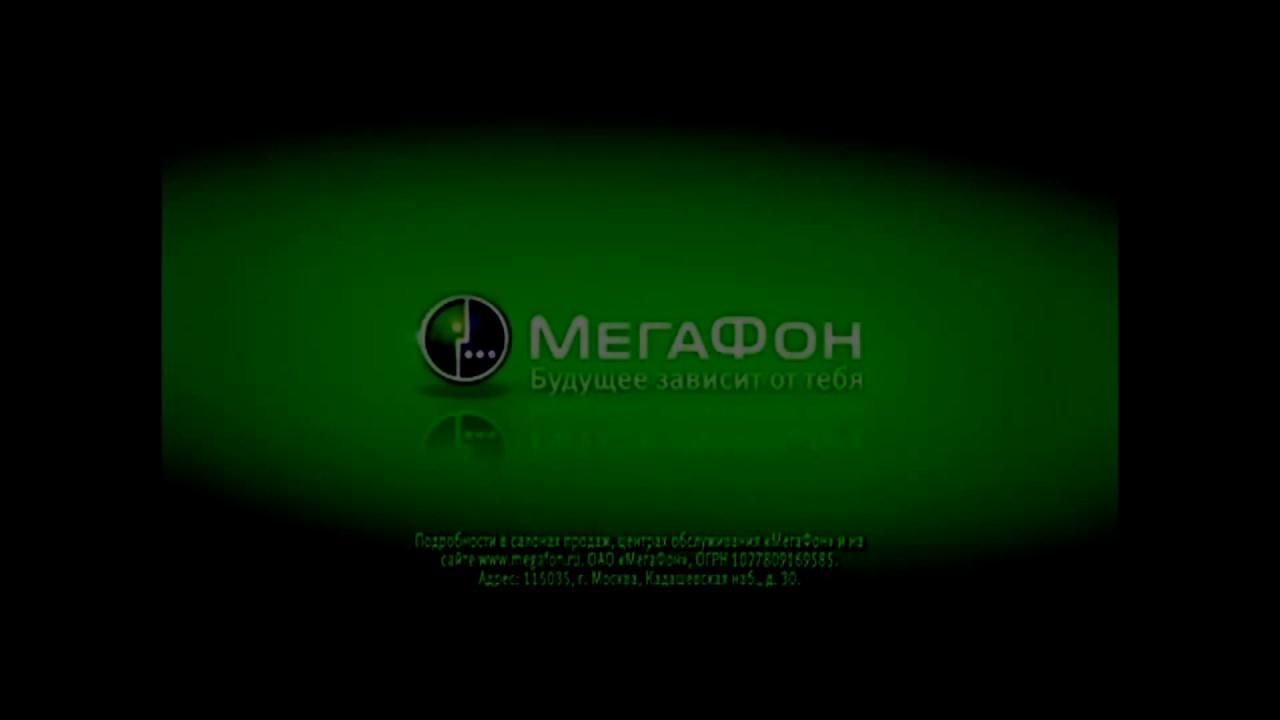 МегаФон
Будущее зависит от тебя
Подробности в салонах продаж, центрах обслуживания «МегаФон» и на
сайте www.megafon.ru. ОАО «МегаФон», ОГРН 1027809169585.
Адрес: 115035, г. Москва, Кадашевская наб., д. 30.